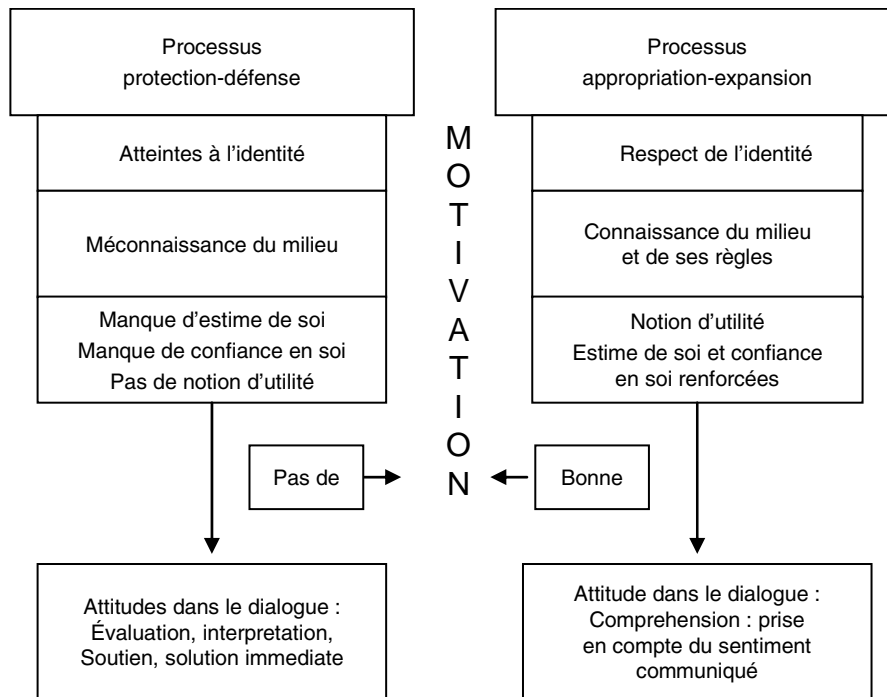 Processus
protection-défense
Atteintes à l'identité
Méconnaissance du milieu
Manque d'estime de soi
Manque de confiance en soi
Pas de notion d'utilité
Pas de
Attitudes dans le dialogue :
Évaluation, interpretation,
Soutien, solution immediate
MOTIVATION
Processus
appropriation-expansion
Respect de l'identité
Connaissance du milieu
et de ses règles
Notion d'utilité
Estime de soi et confiance
en soi renforcées
Bonne
Attitude dans le dialogue :
Comprehension : prise
en compte du sentiment
communiqué